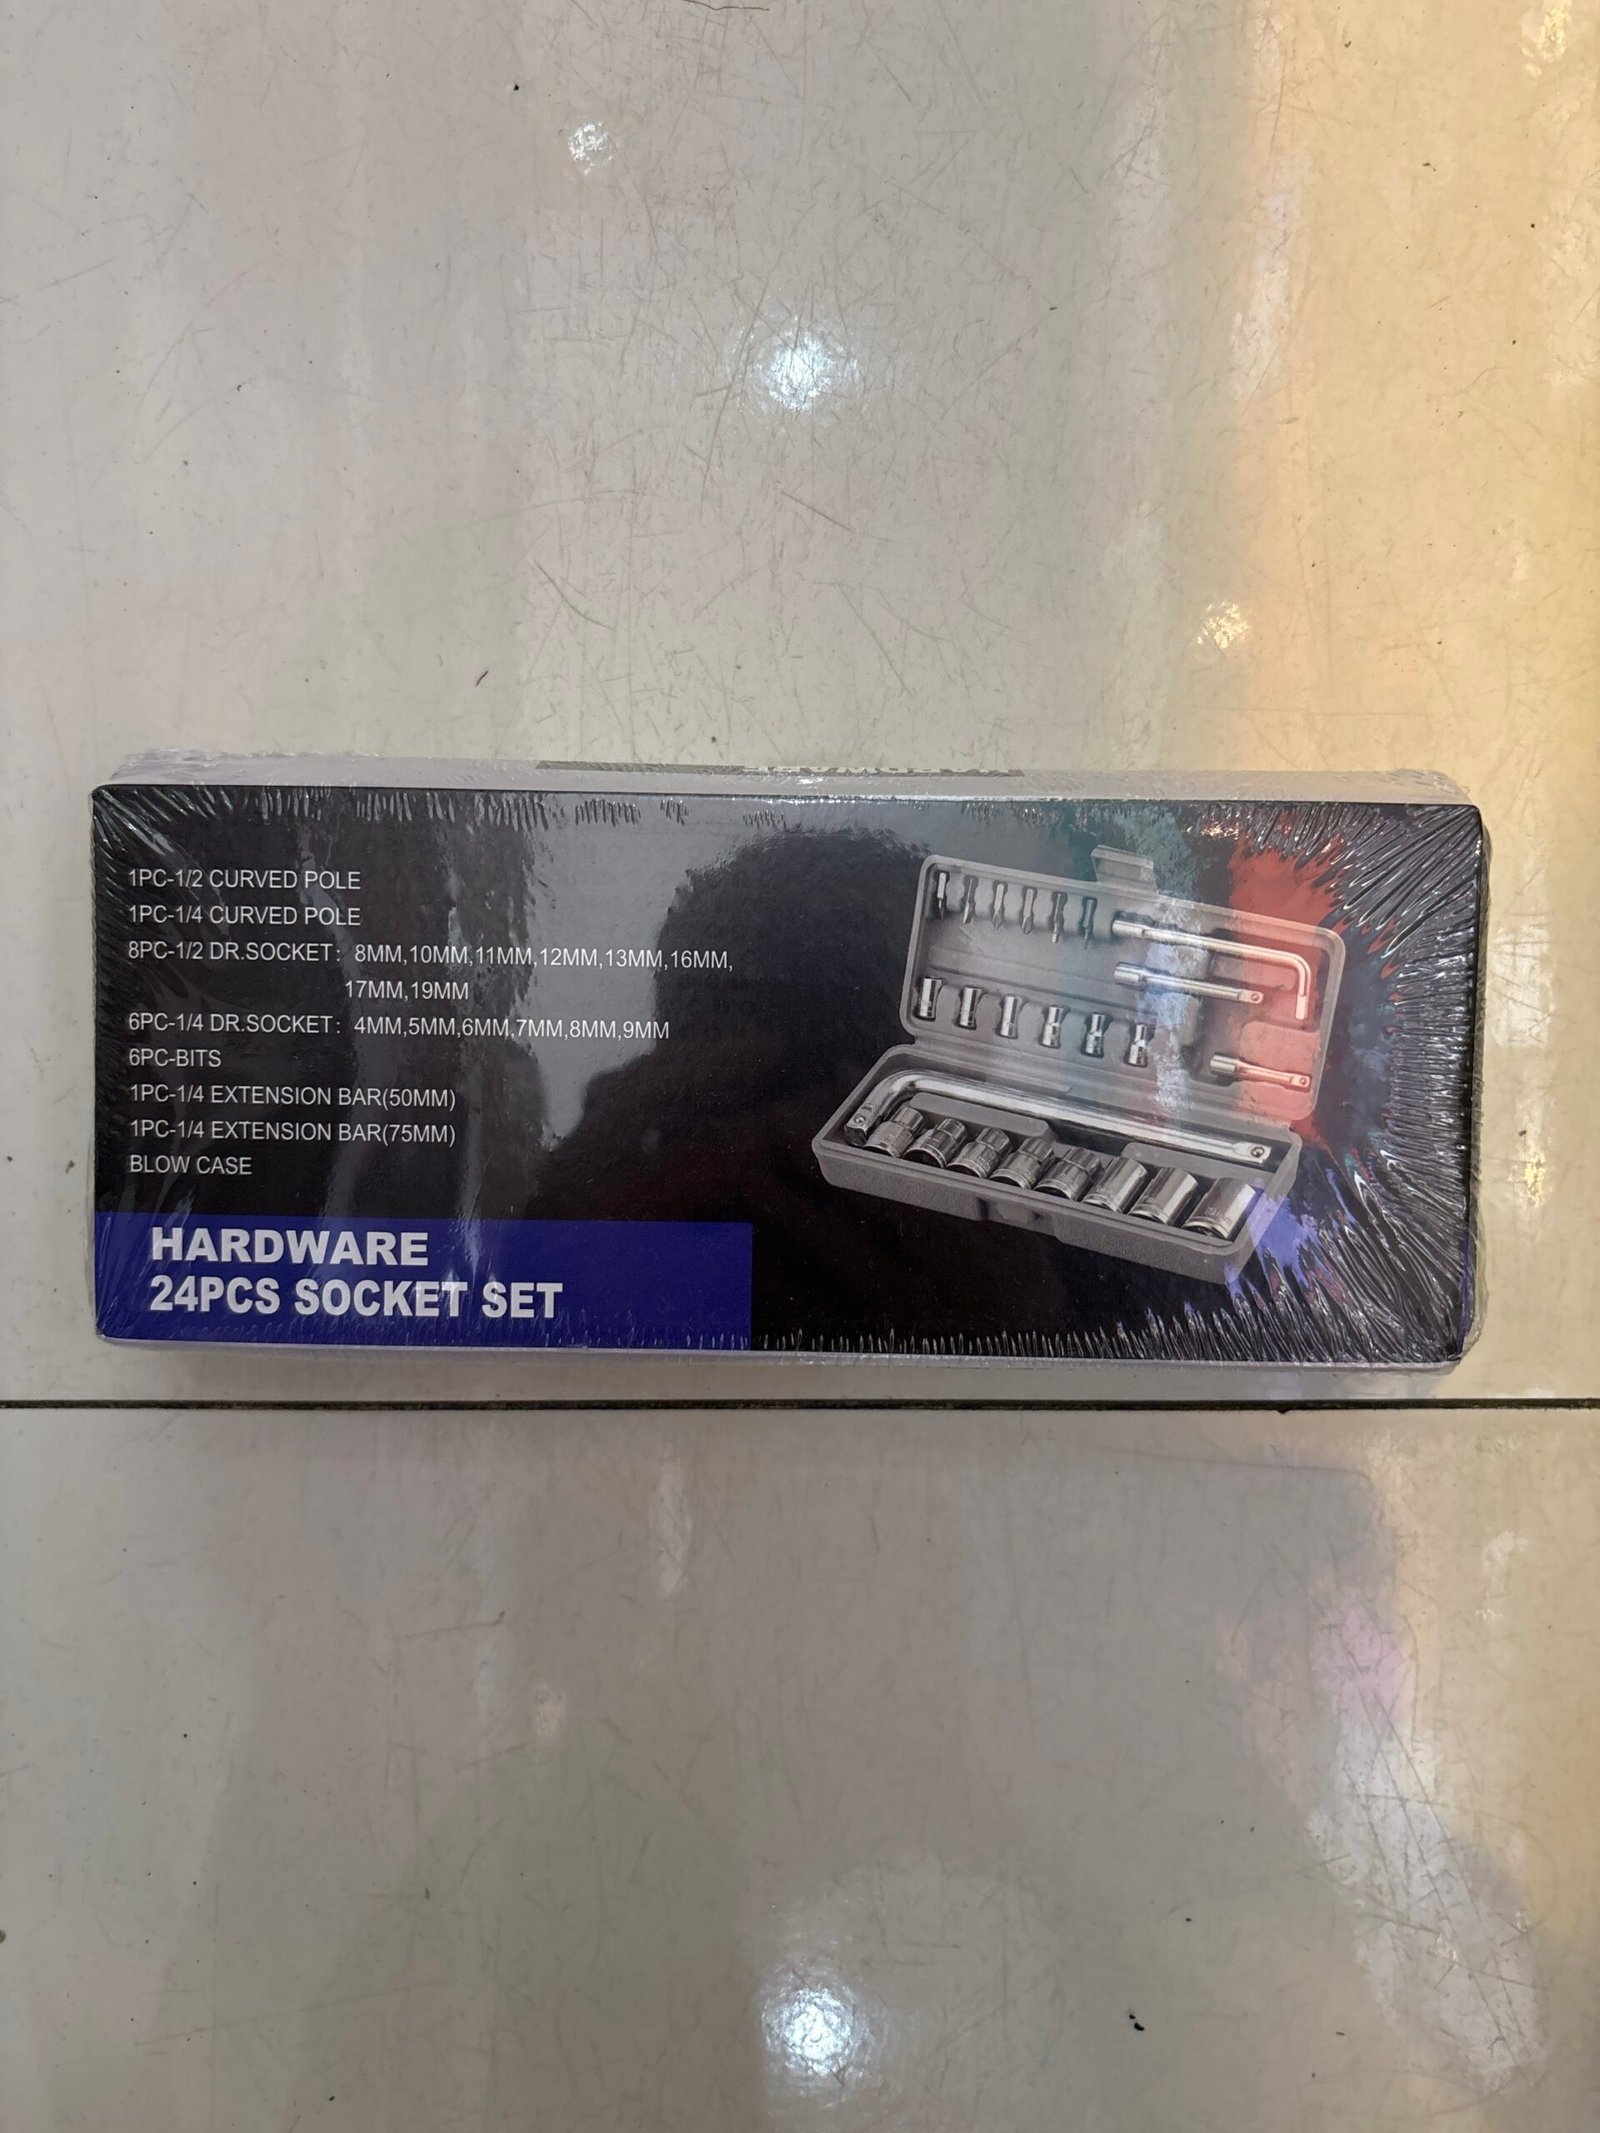 1PC-1/2 CURVED POLE
1PC-1/4 CURVED POLE
8PC-1/2 DR.SOCKET: 8MM,10MM,11MM,12MM,13MM,16MM,
17MM,19MM
6PC-1/4 DR.SOCKET: 4MM,5MM,6MM,7MM,8MM,9MM
6PC-BITS
1PC-1/4 EXTENSION BAR(50MM)
1PC-1/4 EXTENSION BAR(75MM)
BLOW CASE
HARDWARE
24PCS SOCKET SET